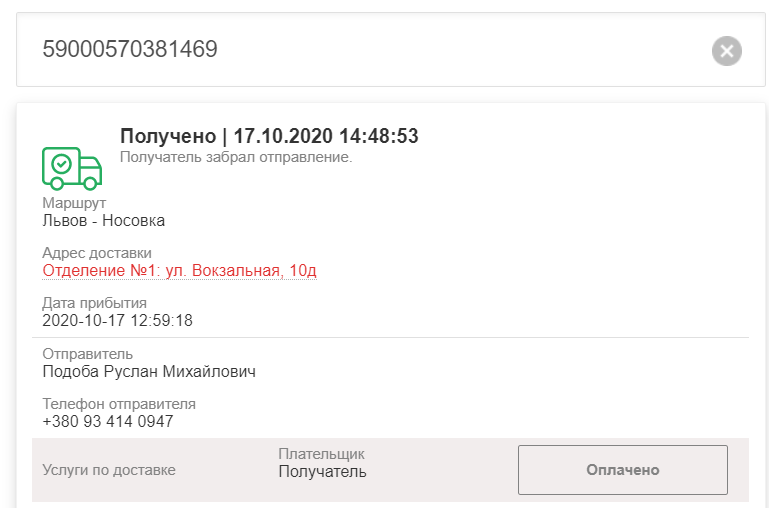 59000570381469
Получено | 17.10.2020 14:48:53
Получатель забрал отправление.
Маршрут
Львов - Носовка
Адрес доставки
Отделение №1: ул. Вокзальная, 10д
Дата прибытия
2020-10-17 12:59:18
Отправитель
Подоба Руслан Михайлович
Телефон отправителя
+380 93 414 0947
Услуги по доставке
Плательщик
Получатель
Оплачено